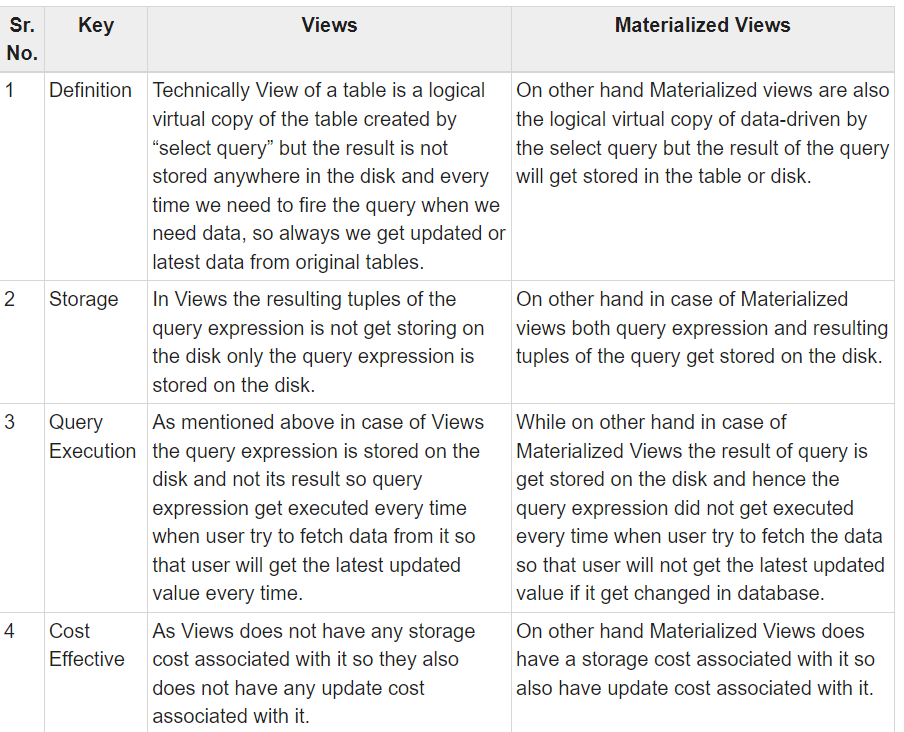 Sr. No.
Key
Views
Materialized Views
1
Definition
Technically View of a table is a logical
virtual copy of the table created by
“select query” but the result is not
stored anywhere in the disk and every
time we need to fire the query when we
need data, so always we get updated or
latest data from original tables.
On other hand Materialized views are also
the logical virtual copy of data-driven by
the select query but the result of the query
will get stored in the table or disk.
2
Storage
In Views the resulting tuples of the
query expression is not get storing on
the disk only the query expression is
stored on the disk.
On other hand in case of Materialized
views both query expression and resulting
tuples of the query get stored on the disk.
3
Query
Execution
As mentioned above in case of Views
the query expression is stored on the
disk and not its result so query
expression get executed every time
when user try to fetch data from it so
that user will get the latest updated
value every time.
While on other hand in case of
Materialized Views the result of query is
get stored on the disk and hence the
query expression did not get executed
every time when user try to fetch the data
so that user will not get the latest updated
value if it get changed in database.
4
Cost
Effective
As Views does not have any storage
cost associated with it so they also
does not have any update cost
associated with it.
On other hand Materialized Views does
have a storage cost associated with it so
also have update cost associated with it.